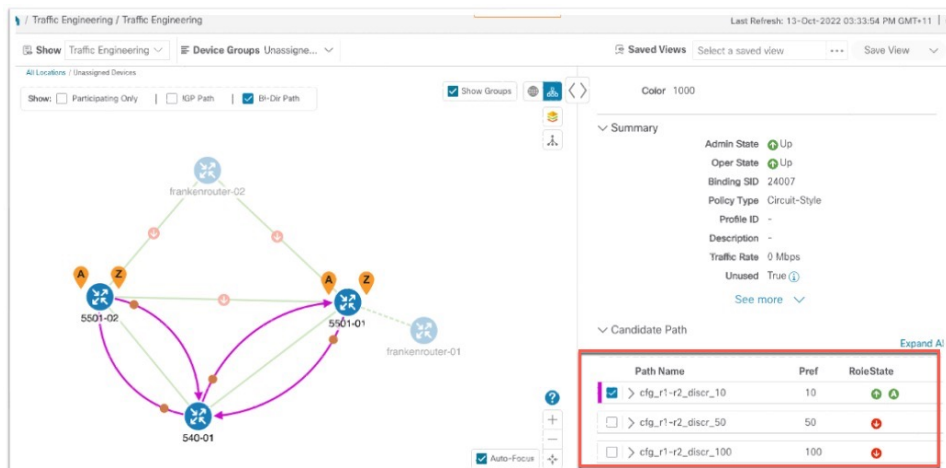 / Traffic Engineering / Traffic Engineering
Last Refresh: 13-Oct-2022 03:33:54 PM GMT+11 |
Show Traffic Engineering
Device Groups Unassigne...
Saved Views Select a saved view ... Save View
All Locations / Unassigned Devices
Show: Participating Only | IGP Path | Bi-Dir Path
Show Groups
frankenrouter-02
A Z
5501-02
A Z
5501-01
frankenrouter-01
540-01
?
+
−
Auto-Focus
Color 1000
Summary
Admin State Up
Oper State Up
Binding SID 24007
Policy Type Circuit-Style
Profile ID -
Description -
Traffic Rate 0 Mbps
Unused True
See more
Candidate Path
Expand Al
Path Name Pref RoleState
cfg_r1-r2_discr_10 10 A
cfg_r1-r2_discr_50 50
cfg_r1-r2_discr_100 100